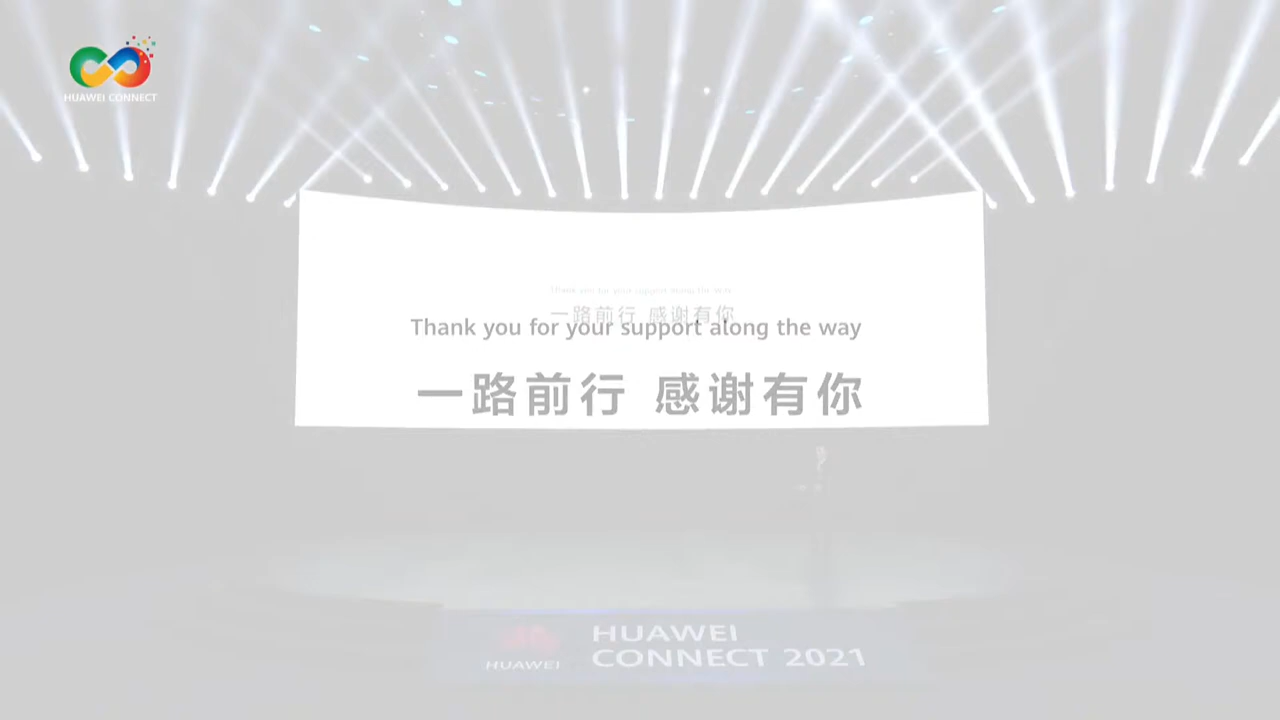 HUAWEI CONNECT
Thank you for your support along the way
一路前行 感谢有你
Thank you for your support along the way
一路前行 感谢有你
HUAWEI
HUAWEI
CONNECT 2021